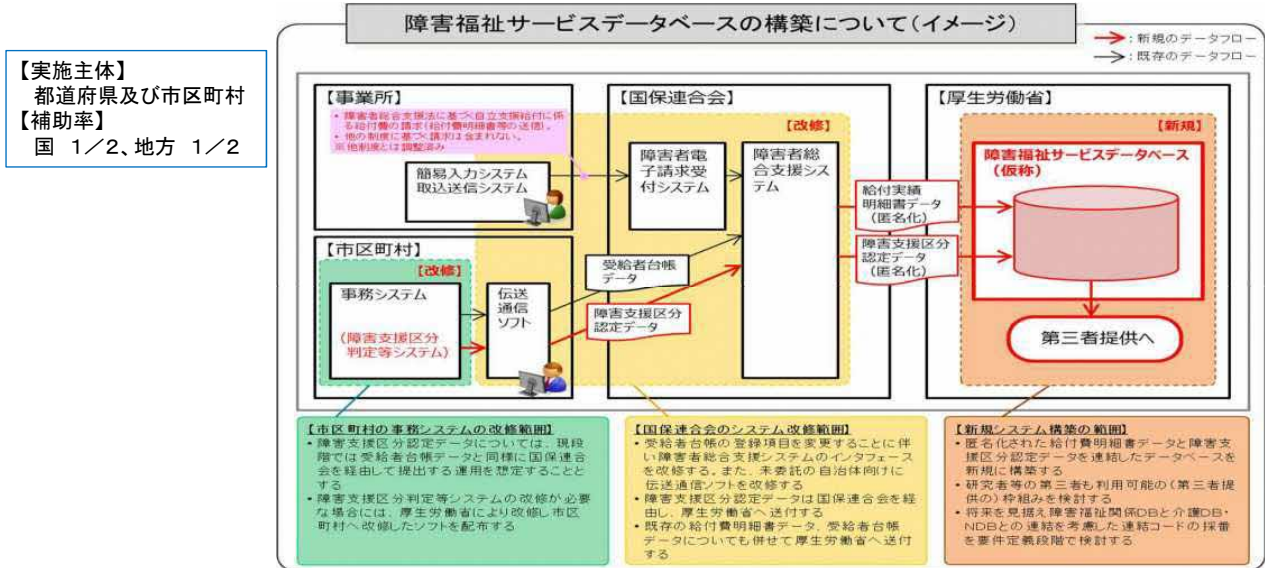 障害福祉サービスデータベースの構築について(イメージ)
→:新規のデータフロー
→:既存のデータフロー
【実施主体】
都道府県及び市区町村
【補助率】
国 1/2、地方 1/2
【事業所】
• 障害者総合支援法に基づく自立支援給付に係
る給付費の請求(給付費明細書等の送信)。
• 他の制度に基づく請求は含まれない。
※他制度とは調整済み
簡易入力システム
取込送信システム
【市区町村】
【改修】
事務システム
(障害支援区分
判定等システム)
伝送
通信
ソフト
【国保連合会】
【改修】
障害者電
子請求受
付システム
障害者総
合支援シス
テム
受給者台帳
データ
障害支援区分
認定データ
給付実績
明細書データ
(匿名化)
障害支援区分
認定データ
(匿名化)
【厚生労働省】
【新規】
障害福祉サービスデータベース
(仮称)
第三者提供へ
【市区町村の事務システムの改修範囲】
• 障害支援区分認定データについては、現段
階では受給者台帳データと同様に国保連合
会を経由して提出する運用を想定することと
する
• 障害支援区分判定等システムの改修が必要
な場合には、厚生労働省により改修し市区
町村へ改修したソフトを配布する
【国保連合会のシステム改修範囲】
• 受給者台帳の登録項目を変更することに伴
い障害者総合支援システムのインタフェース
を改修する。また、未委託の自治体向けに
伝送通信ソフトを改修する
• 障害支援区分認定データは国保連合会を経
由し、厚生労働省へ送付する
• 既存の給付費明細書データ、受給者台帳
データについても併せて厚生労働省へ送付
する
【新規システム構築の範囲】
• 匿名化された給付費明細書データと障害支
援区分認定データを連結したデータベースを
新規に構築する
• 研究者等の第三者も利用可能の(第三者提
供の)枠組みを検討する
• 将来を見据え障害福祉関係DBと介護DB・
NDBとの連結を考慮した連結コードの採番
を要件定義段階で検討する